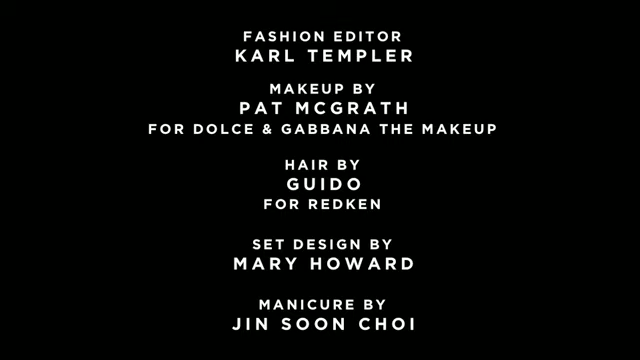 FASHION EDITOR
KARL TEMPLER
MAKEUP BY
PAT MCGRATH
FOR DOLCE & GABBANA THE MAKEUP
HAIR BY
GUIDO
FOR REDKEN
SET DESIGN BY
MARY HOWARD
MANICURE BY
JIN SOON CHOI